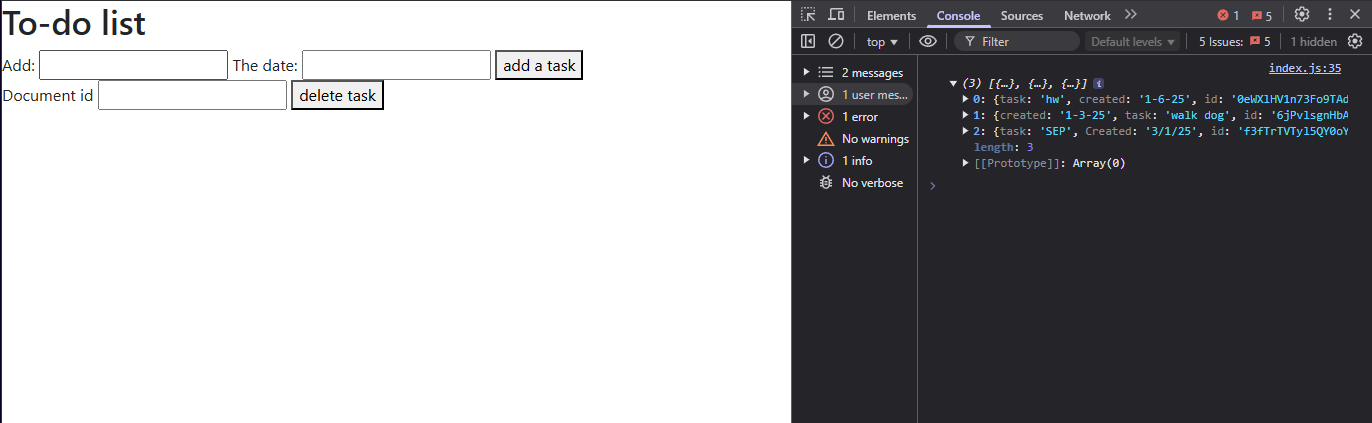 To-do list
Add: The date: add a task
Document id delete task
Elements Console Sources Network 1 5
top Filter Default levels 5 Issues: 5 1 hidden
2 messages
1 user mes...
1 error
No warnings
1 info
No verbose
index.js:35
(3) [{…}, {…}, {…}] i
0: {task: 'hw', created: '1-6-25', id: '0eWXlHV1n73Fo9TAd
1: {created: '1-3-25', task: 'walk dog', id: '6jPvlsgnHbA
2: {task: 'SEP', Created: '3/1/25', id: 'f3fTrTVTyl5QY0oY
length: 3
[[Prototype]]: Array(0)